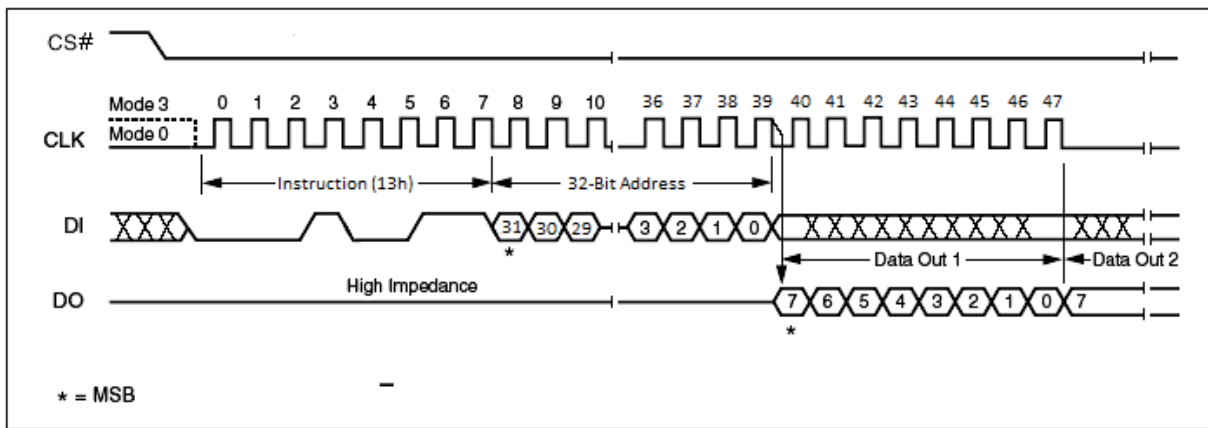 CS#
Mode 3 0 1 2 3 4 5 6 7 8 9 10 36 37 38 39 40 41 42 43 44 45 46 47
Mode 0
CLK
Instruction (13h) 32-Bit Address
DI 31 30 29 3 2 1 0
*
Data Out 1 Data Out 2
High Impedance
DO 7 6 5 4 3 2 1 0 7
*
* = MSB